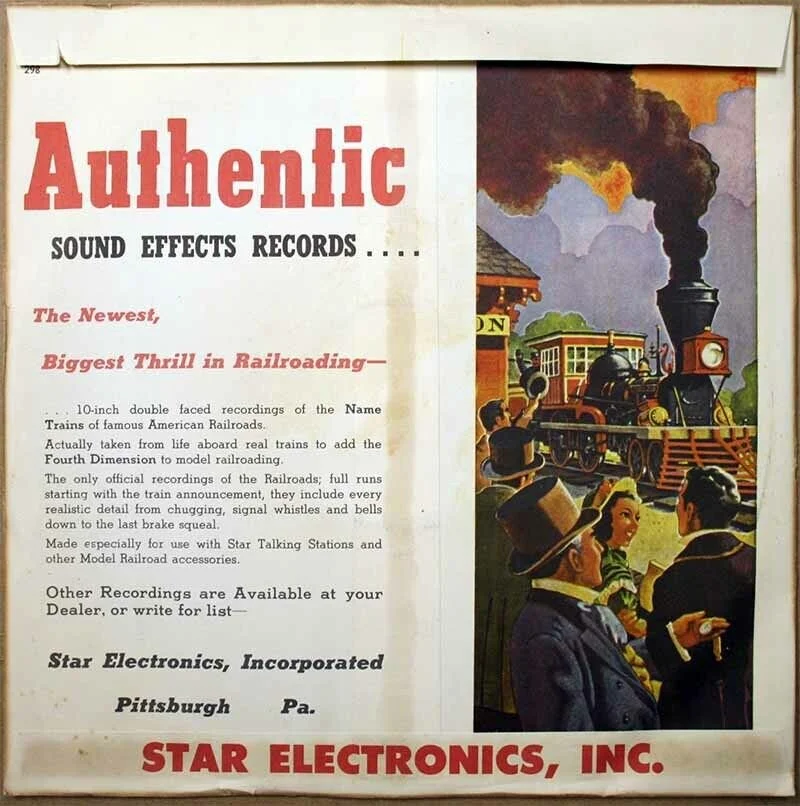 298
Authentic
SOUND EFFECTS RECORDS ....
The Newest,
Biggest Thrill in Railroading—
. . . 10-inch double faced recordings of the Name
Trains of famous American Railroads.
Actually taken from life aboard real trains to add the
Fourth Dimension to model railroading.
The only official recordings of the Railroads; full runs
starting with the train announcement, they include every
realistic detail from chugging, signal whistles and bells
down to the last brake squeal.
Made especially for use with Star Talking Stations and
other Model Railroad accessories.
Other Recordings are Available at your
Dealer, or write for list—
Star Electronics, Incorporated
Pittsburgh Pa.
ON
STAR ELECTRONICS, INC.